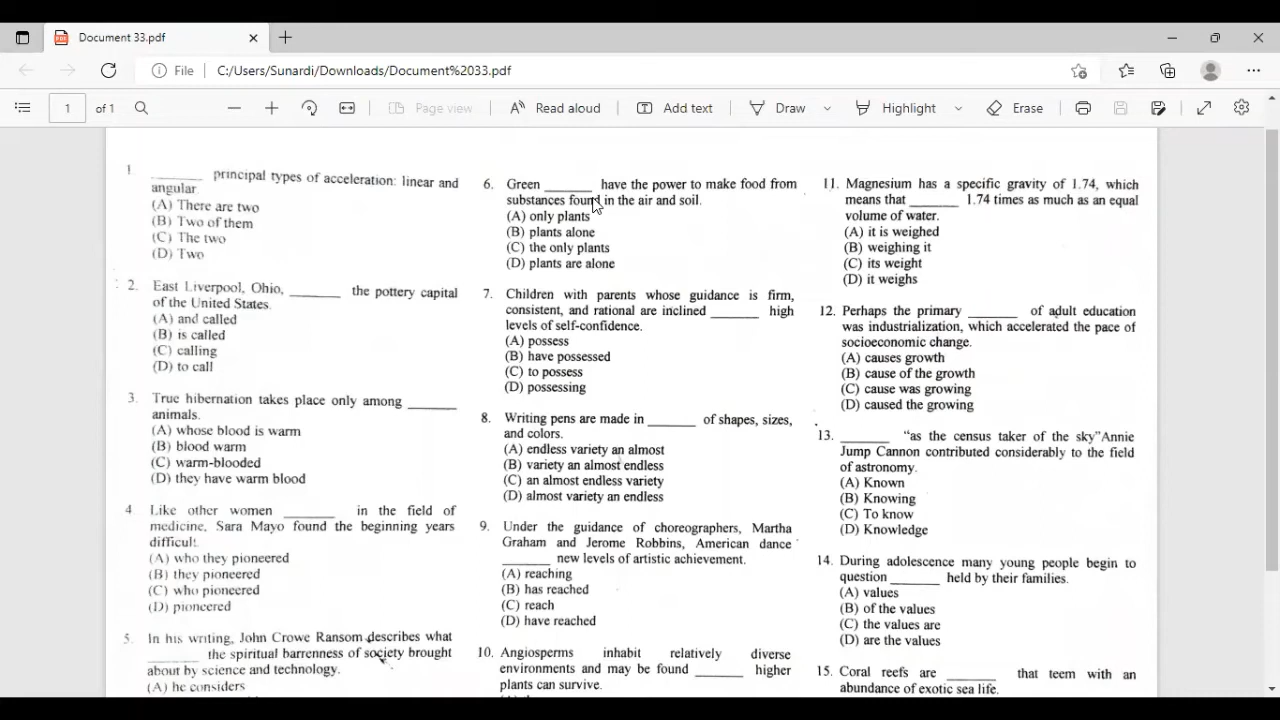 Document 33.pdf
File
C:/Users/Sunardi/Downloads/Document%2033.pdf
1 of 1
Page view
Read aloud
Add text
Draw
Highlight
Erase
1 ______ principal types of acceleration: linear and
angular.
(A) There are two
(B) Two of them
(C) The two
(D) Two
2. East Liverpool, Ohio, ______ the pottery capital
of the United States.
(A) and called
(B) is called
(C) calling
(D) to call
3. True hibernation takes place only among ______
animals.
(A) whose blood is warm
(B) blood warm
(C) warm-blooded
(D) they have warm blood
4 Like other women ______ in the field of
medicine, Sara Mayo found the beginning years
difficult.
(A) who they pioneered
(B) they pioneered
(C) who pioneered
(D) pioneered
5. In his writing, John Crowe Ransom describes what
______ the spiritual barrenness of society brought
about by science and technology.
(A) he considers
6. Green ______ have the power to make food from
substances found in the air and soil.
(A) only plants
(B) plants alone
(C) the only plants
(D) plants are alone
7. Children with parents whose guidance is firm,
consistent, and rational are inclined ______ high
levels of self-confidence.
(A) possess
(B) have possessed
(C) to possess
(D) possessing
8. Writing pens are made in ______ of shapes, sizes,
and colors.
(A) endless variety an almost
(B) variety an almost endless
(C) an almost endless variety
(D) almost variety an endless
9. Under the guidance of choreographers, Martha
Graham and Jerome Robbins, American dance
______ new levels of artistic achievement.
(A) reaching
(B) has reached
(C) reach
(D) have reached
10. Angiosperms inhabit relatively diverse
environments and may be found ______ higher
plants can survive.
11. Magnesium has a specific gravity of 1.74, which
means that ______ 1.74 times as much as an equal
volume of water.
(A) it is weighed
(B) weighing it
(C) its weight
(D) it weighs
12. Perhaps the primary ______ of adult education
was industrialization, which accelerated the pace of
socioeconomic change.
(A) causes growth
(B) cause of the growth
(C) cause was growing
(D) caused the growing
13. ______ “as the census taker of the sky”Annie
Jump Cannon contributed considerably to the field
of astronomy.
(A) Known
(B) Knowing
(C) To know
(D) Knowledge
14. During adolescence many young people begin to
question ______ held by their families.
(A) values
(B) of the values
(C) the values are
(D) are the values
15. Coral reefs are ______ that teem with an
abundance of exotic sea life.